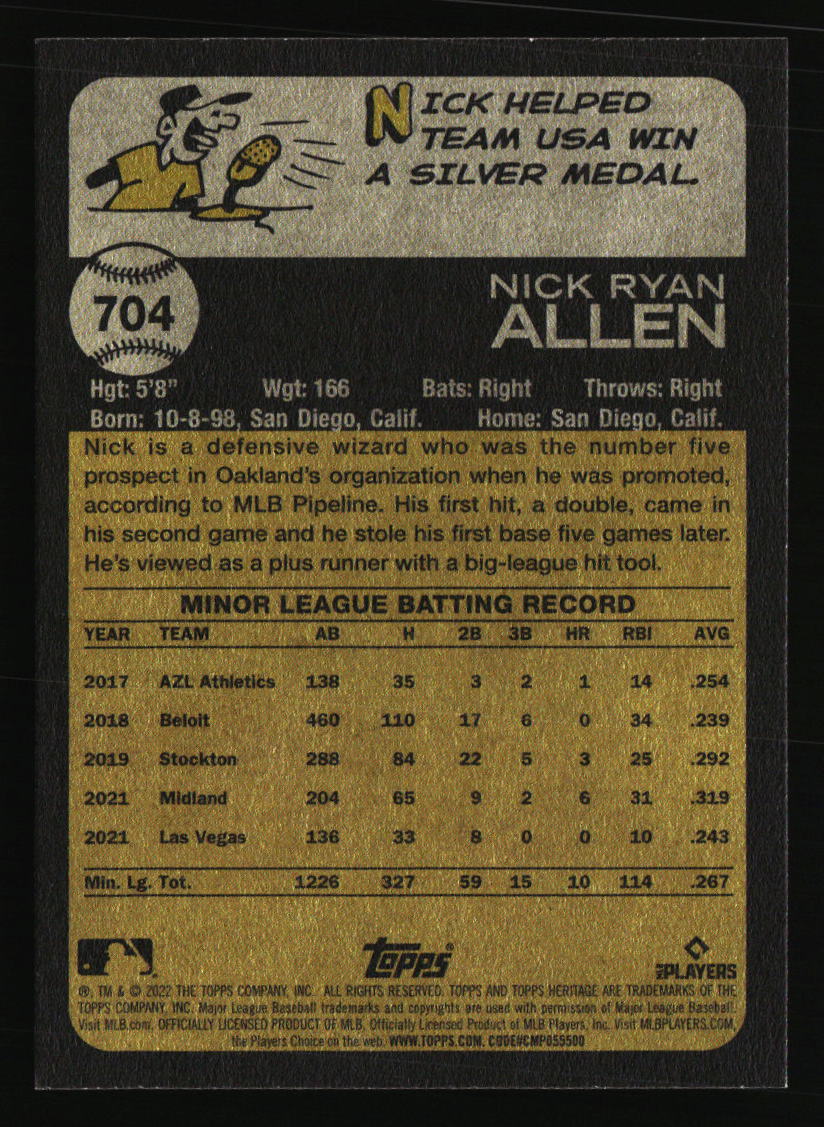 NICK HELPED
TEAM USA WIN
A SILVER MEDAL.
704
NICK RYAN
ALLEN
Hgt: 5'8" Wgt: 166 Bats: Right Throws: Right
Born: 10-8-98, San Diego, Calif. Home: San Diego, Calif.
Nick is a defensive wizard who was the number five
prospect in Oakland's organization when he was promoted,
according to MLB Pipeline. His first hit, a double, came in
his second game and he stole his first base five games later.
He's viewed as a plus runner with a big-league hit tool.
MINOR LEAGUE BATTING RECORD
YEAR TEAM AB H 2B 3B HR RBI AVG
2017 AZL Athletics 138 35 3 2 1 14 .254
2018 Beloit 460 110 17 6 0 34 .239
2019 Stockton 288 84 22 5 3 25 .292
2021 Midland 204 65 9 2 6 31 .319
2021 Las Vegas 136 33 8 0 0 10 .243
Min. Lg. Tot. 1226 327 59 15 10 114 .267
topps®
MLB PLAYERS
®, TM & © 2022 THE TOPPS COMPANY, INC. ALL RIGHTS RESERVED. TOPPS AND TOPPS HERITAGE ARE TRADEMARKS OF THE
TOPPS COMPANY, INC. Major League Baseball trademarks and copyrights are used with permission of Major League Baseball.
Visit MLB.com. OFFICIALLY LICENSED PRODUCT OF MLB, Officially Licensed Product of MLB Players, Inc. Visit MLBPLAYERS.COM,
the Players Choice on the web. WWW.TOPPS.COM. CODE#CMP055500